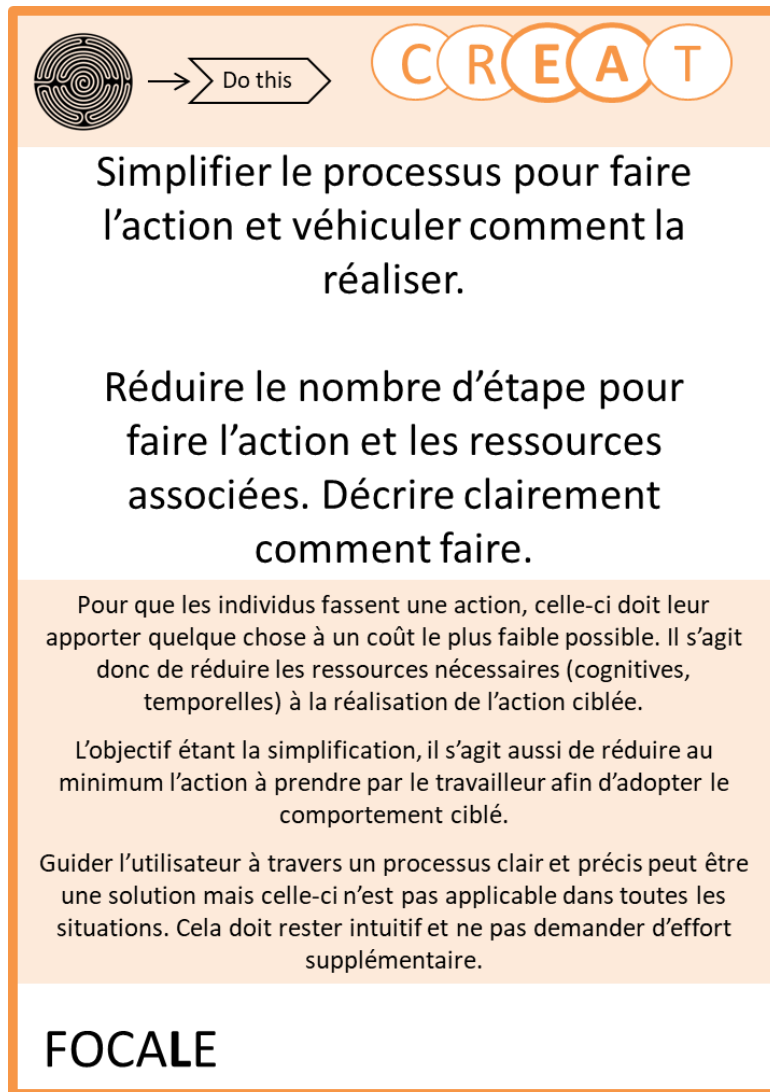 Do this
CREAT
Simplifier le processus pour faire
l’action et véhiculer comment la
réaliser.
Réduire le nombre d’étape pour
faire l’action et les ressources
associées. Décrire clairement
comment faire.
Pour que les individus fassent une action, celle-ci doit leur
apporter quelque chose à un coût le plus faible possible. Il s’agit
donc de réduire les ressources nécessaires (cognitives,
temporelles) à la réalisation de l’action ciblée.
L’objectif étant la simplification, il s’agit aussi de réduire au
minimum l’action à prendre par le travailleur afin d’adopter le
comportement ciblé.
Guider l’utilisateur à travers un processus clair et précis peut être
une solution mais celle-ci n’est pas applicable dans toutes les
situations. Cela doit rester intuitif et ne pas demander d’effort
supplémentaire.
FOCALE